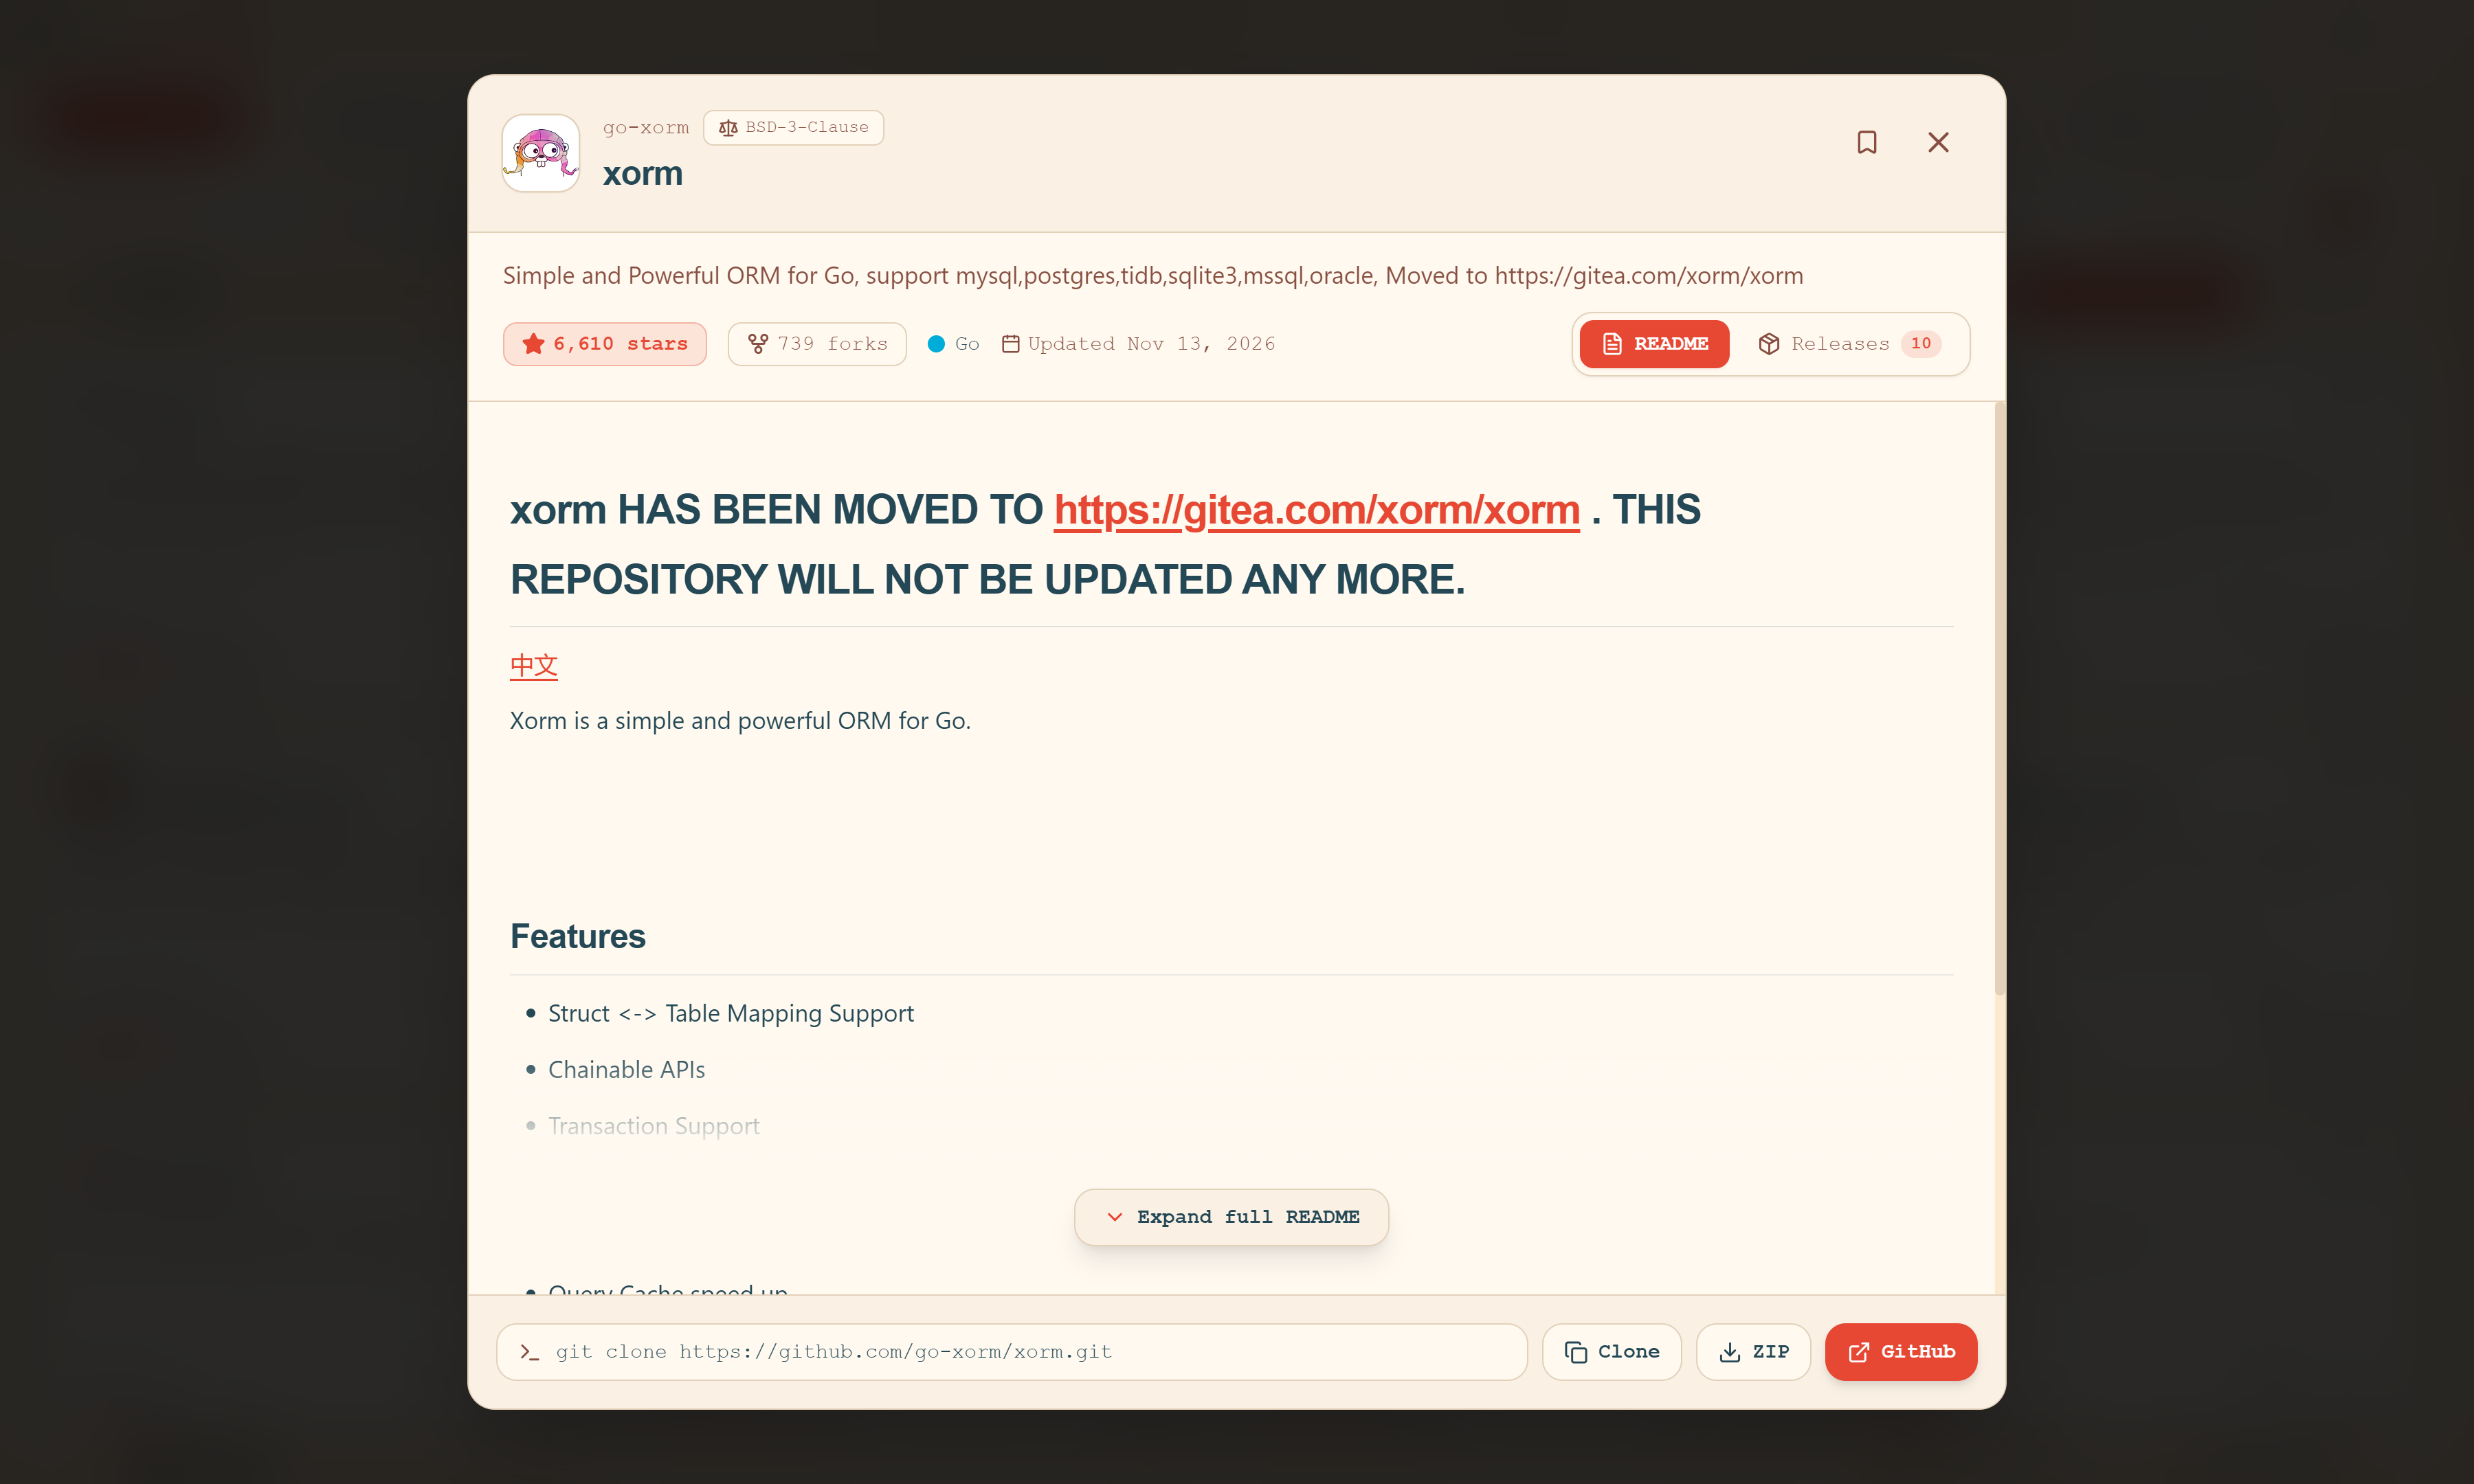 go-xorm
BSD-3-Clause
xorm
Simple and Powerful ORM for Go, support mysql,postgres,tidb,sqlite3,mssql,oracle, Moved to https://gitea.com/xorm/xorm
6,610 stars
739 forks
Go
Updated Nov 13, 2026
README
Releases 10
xorm HAS BEEN MOVED TO https://gitea.com/xorm/xorm . THIS
REPOSITORY WILL NOT BE UPDATED ANY MORE.
中文
Xorm is a simple and powerful ORM for Go.
Features
Struct <-> Table Mapping Support
Chainable APIs
Transaction Support
Expand full README
Query Cache speed up
git clone https://github.com/go-xorm/xorm.git
Clone
ZIP
GitHub